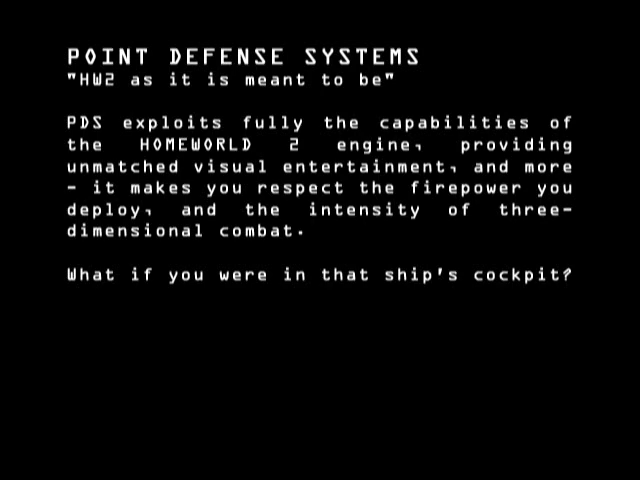 POINT DEFENSE SYSTEMS
"HW2 as it is meant to be"
PDS exploits fully the capabilities of
the HOMEWORLD 2 engine, providing
unmatched visual entertainment, and more
- it makes you respect the firepower you
deploy, and the intensity of three-
dimensional combat.
What if you were in that ship's cockpit?